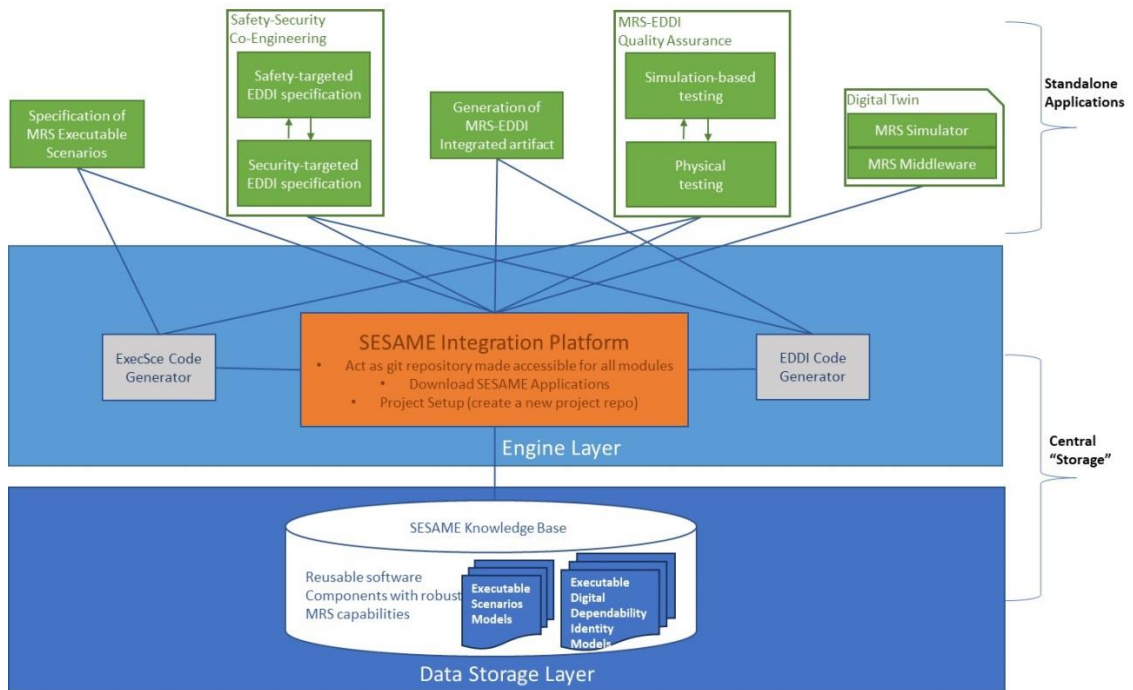 Safety-Security
Co-Engineering
Safety-targeted
EDDI specification
Security-targeted
EDDI specification
MRS-EDDI
Quality Assurance
Simulation-based
testing
Physical
testing
Specification of
MRS Executable
Scenarios
Generation of
MRS-EDDI
Integrated artifact
Digital Twin
MRS Simulator
MRS Middleware
Standalone
Applications
ExecSce Code
Generator
SESAME Integration Platform
• Act as git repository made accessible for all modules
• Download SESAME Applications
• Project Setup (create a new project repo)
EDDI Code
Generator
Engine Layer
Central
“Storage”
SESAME Knowledge Base
Reusable software
Components with robust
MRS capabilities
Executable
Scenarios
Models
Executable
Digital
Dependability
Identity
Models
Data Storage Layer